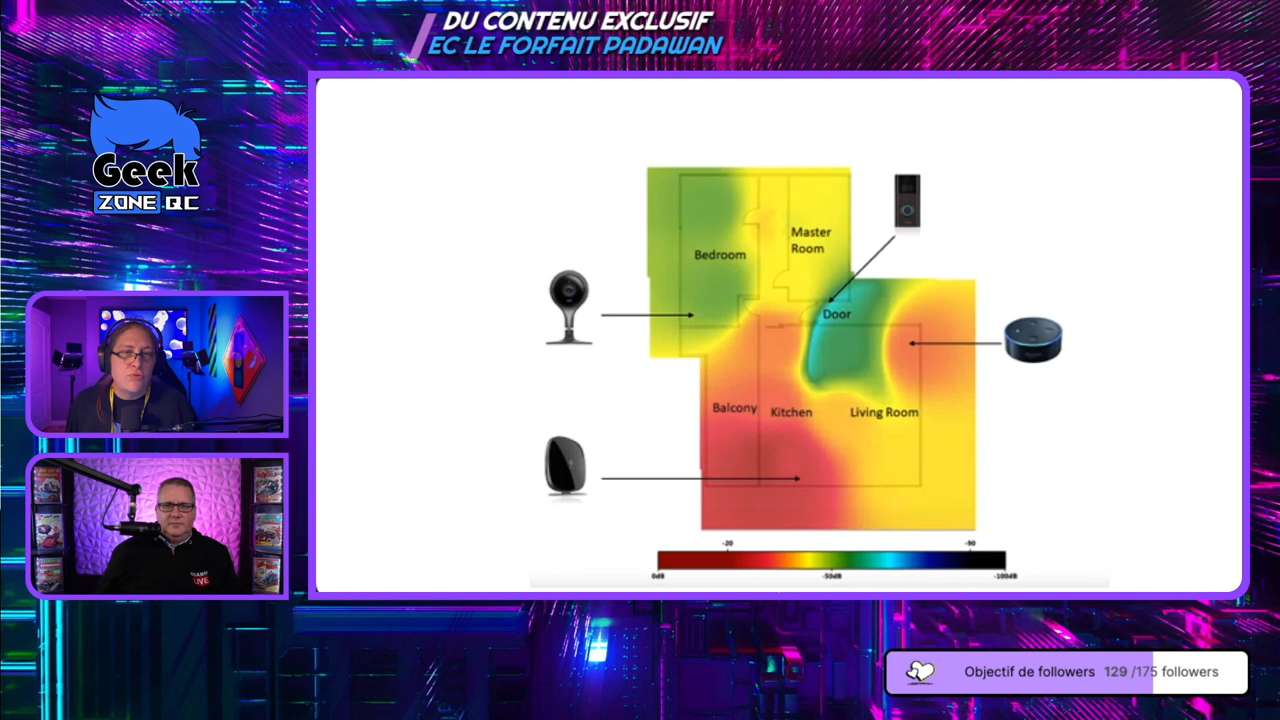 DU CONTENU EXCLUSIF
EC LE FORFAIT PADAWAN
Geek
ZONE QC
Bedroom
Master
Room
Door
Balcony
Kitchen
Living Room
-20
-90
0dB
-50dB
-100dB
LIVE
Objectif de followers 129 /175 followers